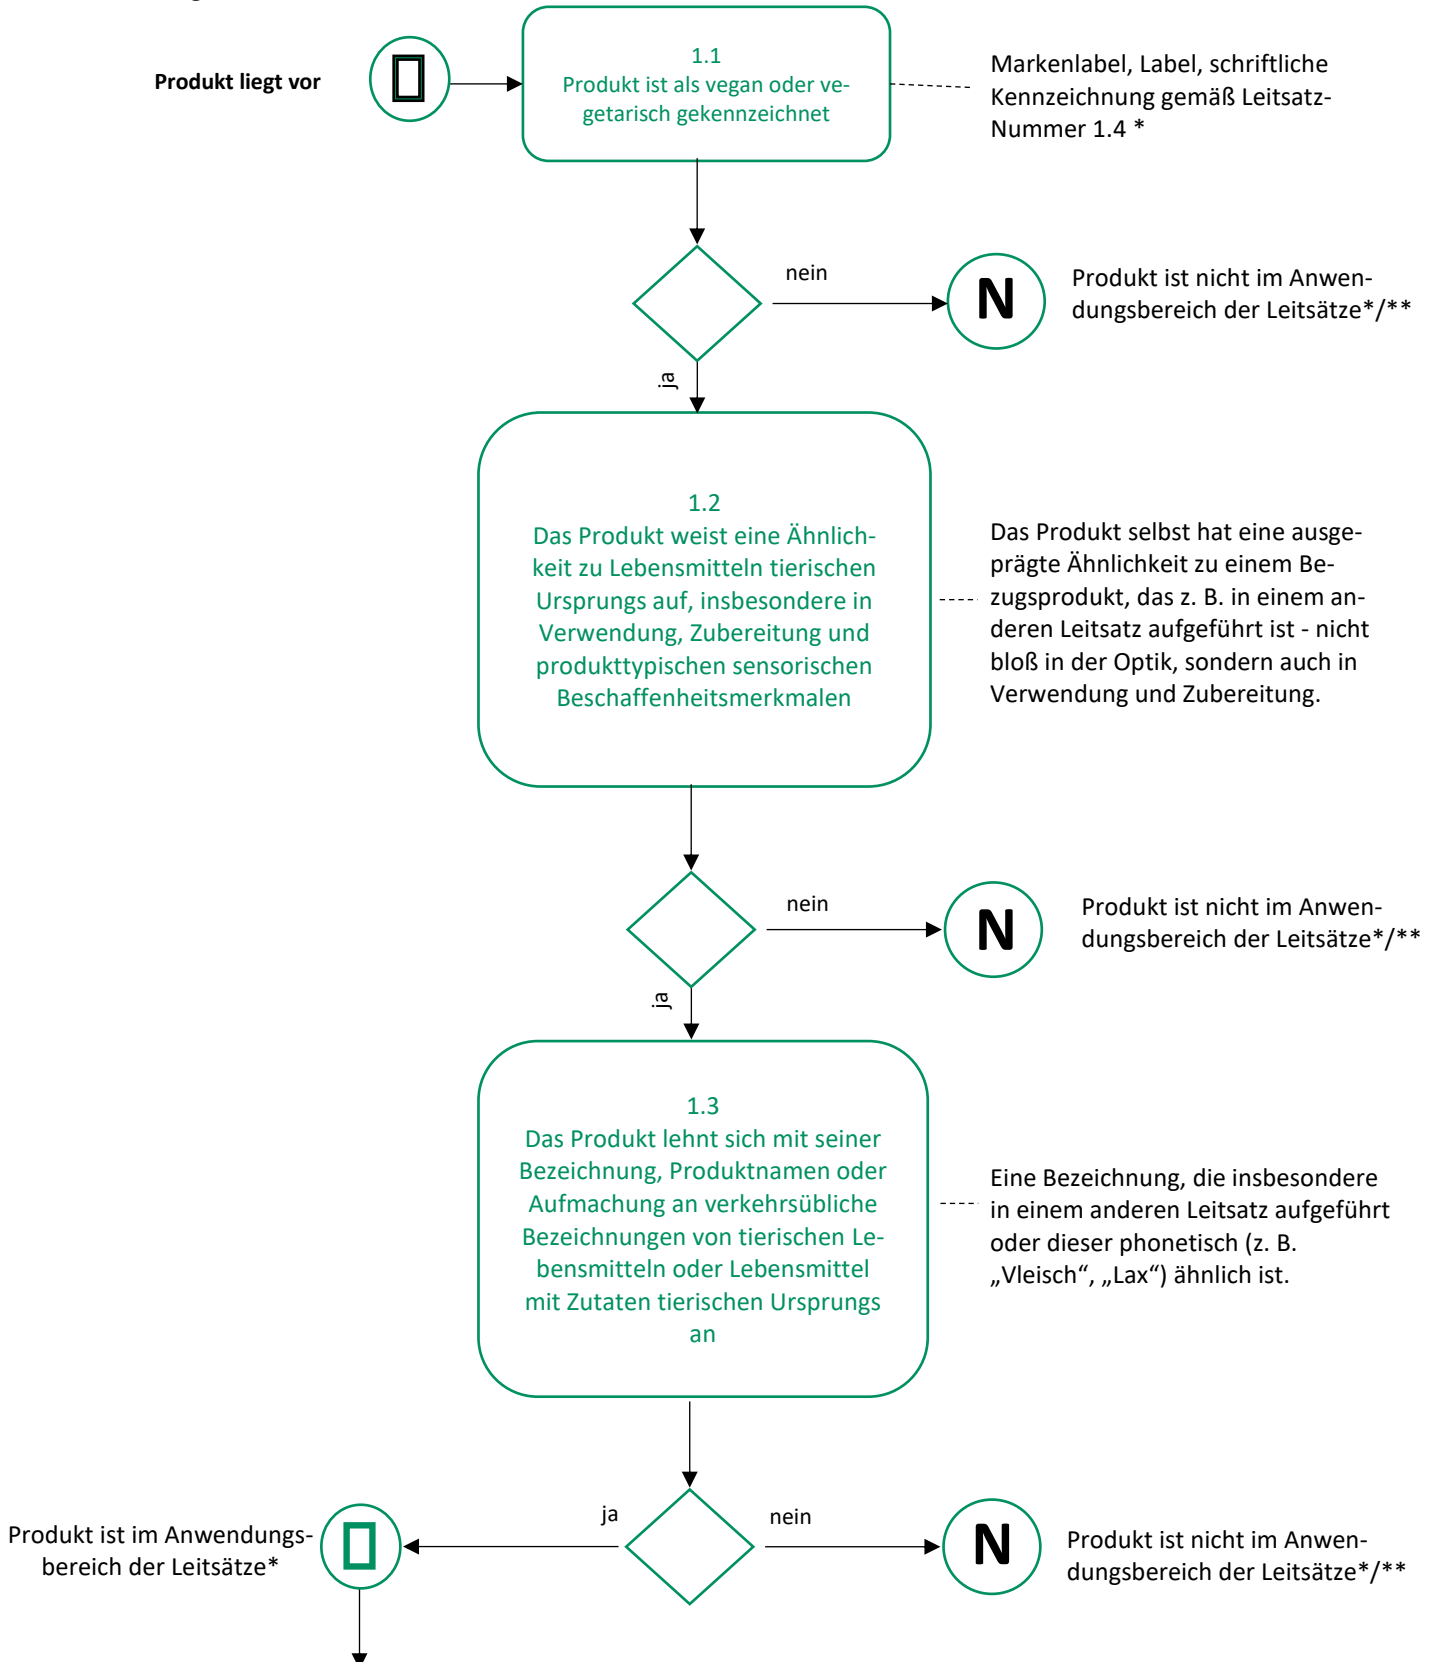 Produkt liegt vor
1.1
Produkt ist als vegan oder ve-
getarisch gekennzeichnet
Markenlabel, Label, schriftliche
Kennzeichnung gemäß Leitsatz-
Nummer 1.4 *
nein
N
Produkt ist nicht im Anwen-
dungsbereich der Leitsätze*/**
ja
1.2
Das Produkt weist eine Ähnlich-
keit zu Lebensmitteln tierischen
Ursprungs auf, insbesondere in
Verwendung, Zubereitung und
produkttypischen sensorischen
Beschaffenheitsmerkmalen
Das Produkt selbst hat eine ausge-
prägte Ähnlichkeit zu einem Be-
zugsprodukt, das z. B. in einem an-
deren Leitsatz aufgeführt ist - nicht
bloß in der Optik, sondern auch in
Verwendung und Zubereitung.
nein
N
Produkt ist nicht im Anwen-
dungsbereich der Leitsätze*/**
ja
1.3
Das Produkt lehnt sich mit seiner
Bezeichnung, Produktnamen oder
Aufmachung an verkehrsübliche
Bezeichnungen von tierischen Le-
bensmitteln oder Lebensmittel
mit Zutaten tierischen Ursprungs
an
Eine Bezeichnung, die insbesondere
in einem anderen Leitsatz aufgeführt
oder dieser phonetisch (z. B.
„Vleisch“, „Lax“) ähnlich ist.
ja
nein
Produkt ist im Anwendungs-
bereich der Leitsätze*
N
Produkt ist nicht im Anwen-
dungsbereich der Leitsätze*/**